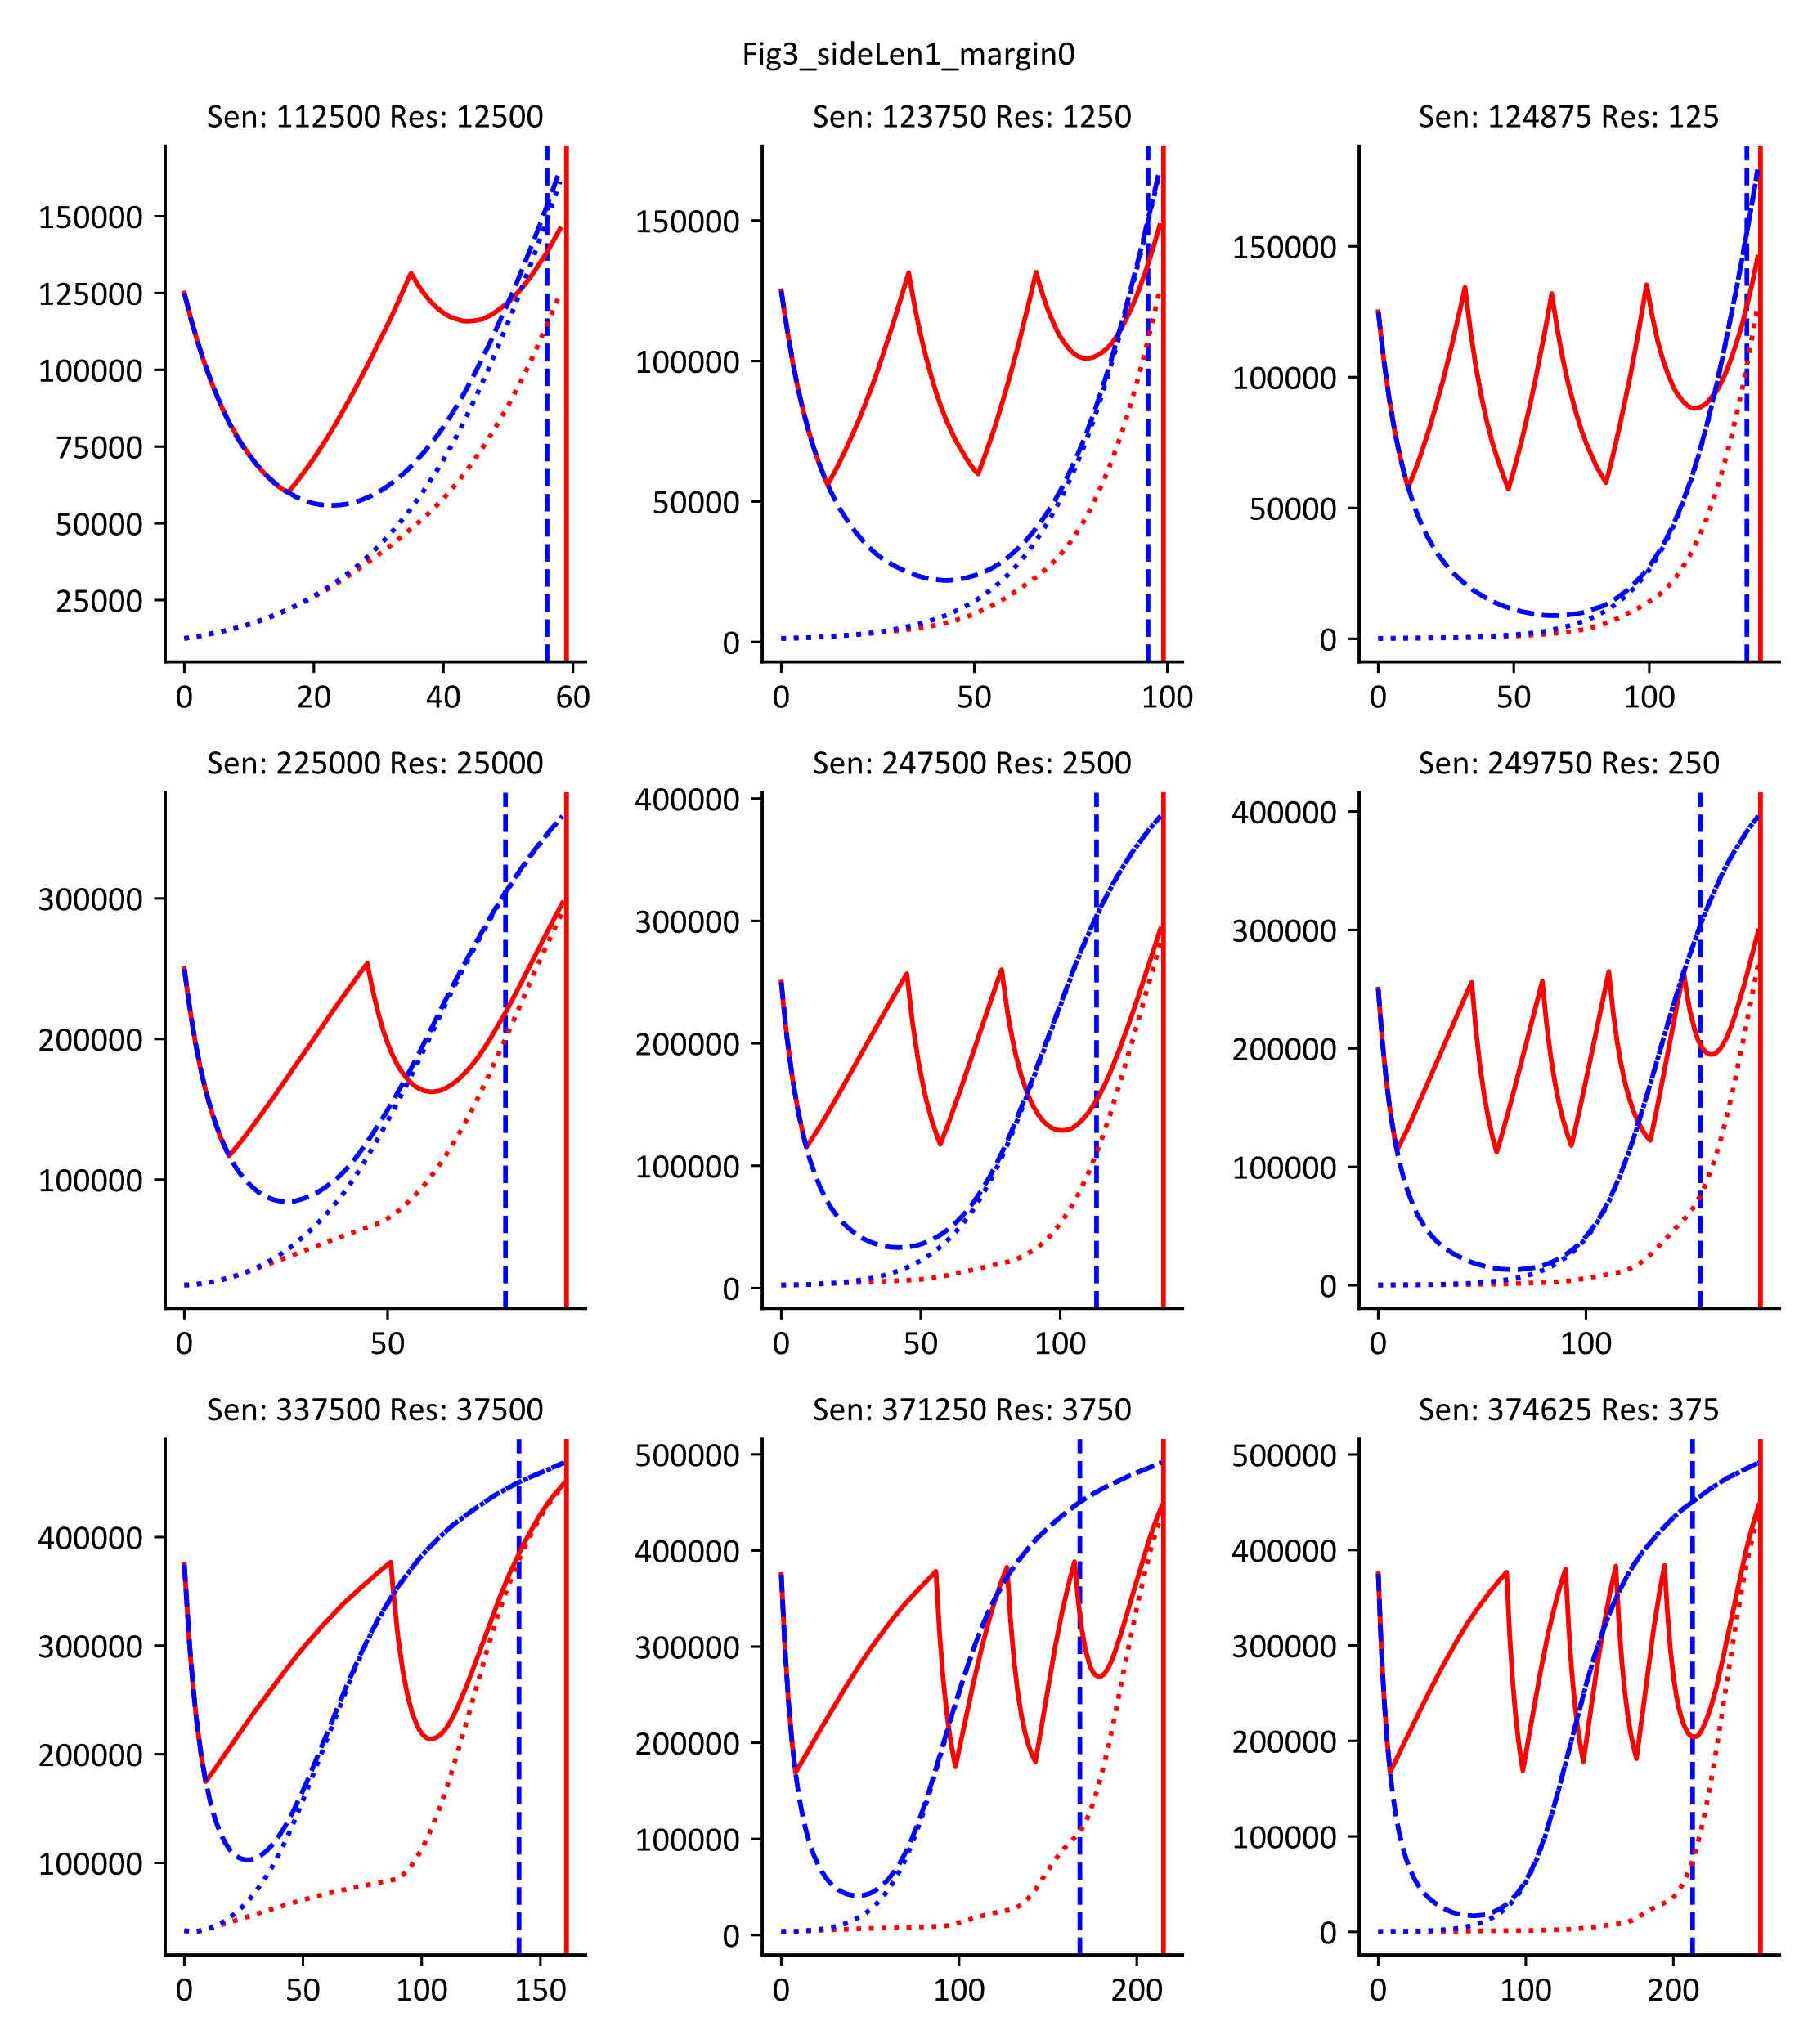 Fig3_sideLen1_margin0
Sen: 112500 Res: 12500
Sen: 123750 Res: 1250
Sen: 124875 Res: 125
150000
125000
100000
75000
50000
25000
0 20 40 60
150000
100000
50000
0
0 50 100
150000
100000
50000
0
0 50 100
Sen: 225000 Res: 25000
Sen: 247500 Res: 2500
Sen: 249750 Res: 250
300000
200000
100000
0 50
400000
300000
200000
100000
0
0 50 100
400000
300000
200000
100000
0
0 100
Sen: 337500 Res: 37500
Sen: 371250 Res: 3750
Sen: 374625 Res: 375
400000
300000
200000
100000
0 50 100 150
500000
400000
300000
200000
100000
0
0 100 200
500000
400000
300000
200000
100000
0
0 100 200